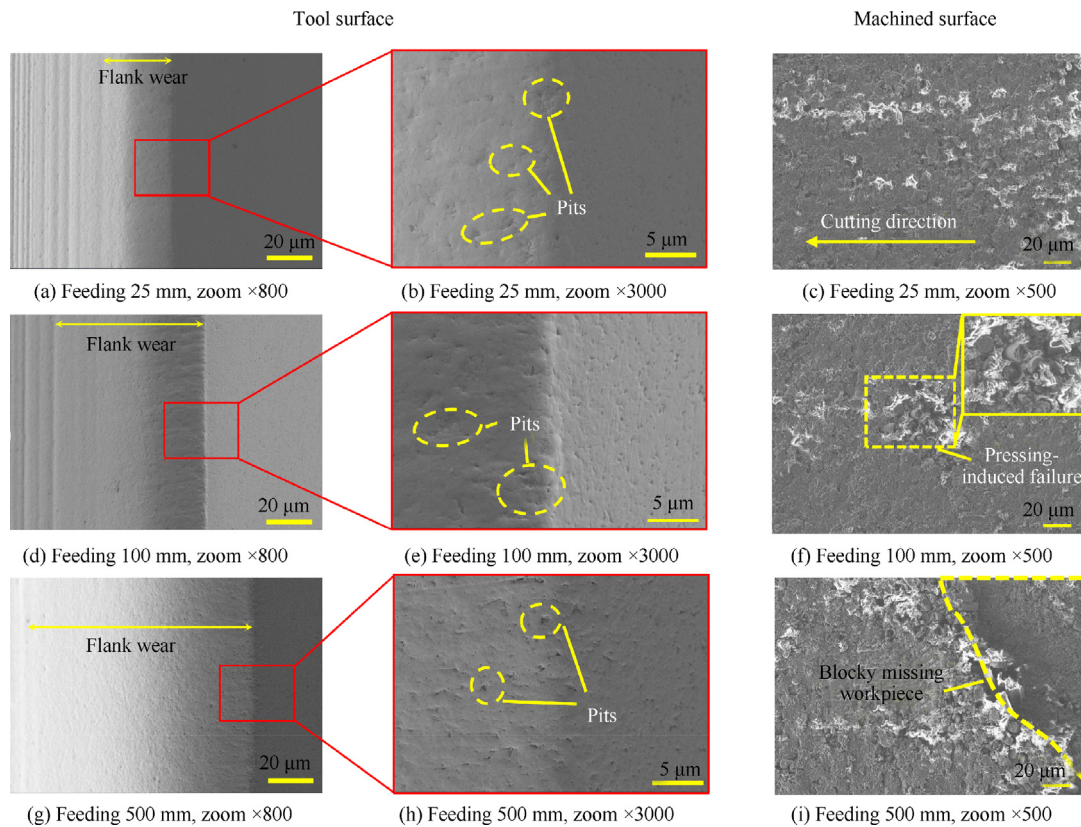 Tool surface
Machined surface
Flank wear
20 μm
Pits
5 μm
Cutting direction
20 μm
(a) Feeding 25 mm, zoom ×800
(b) Feeding 25 mm, zoom ×3000
(c) Feeding 25 mm, zoom ×500
Flank wear
20 μm
Pits
5 μm
Pressing-
induced failure
20 μm
(d) Feeding 100 mm, zoom ×800
(e) Feeding 100 mm, zoom ×3000
(f) Feeding 100 mm, zoom ×500
Flank wear
20 μm
Pits
5 μm
Blocky missing
workpiece
20 μm
(g) Feeding 500 mm, zoom ×800
(h) Feeding 500 mm, zoom ×3000
(i) Feeding 500 mm, zoom ×500